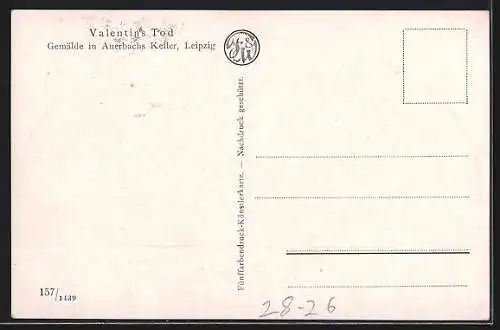 Valentin's Tod
Gemälde in Auerbachs Keller, Leipzig
Fünffarbendruck-Künstlerkarte. — Nachdruck geschützt.
157/1439
28-26